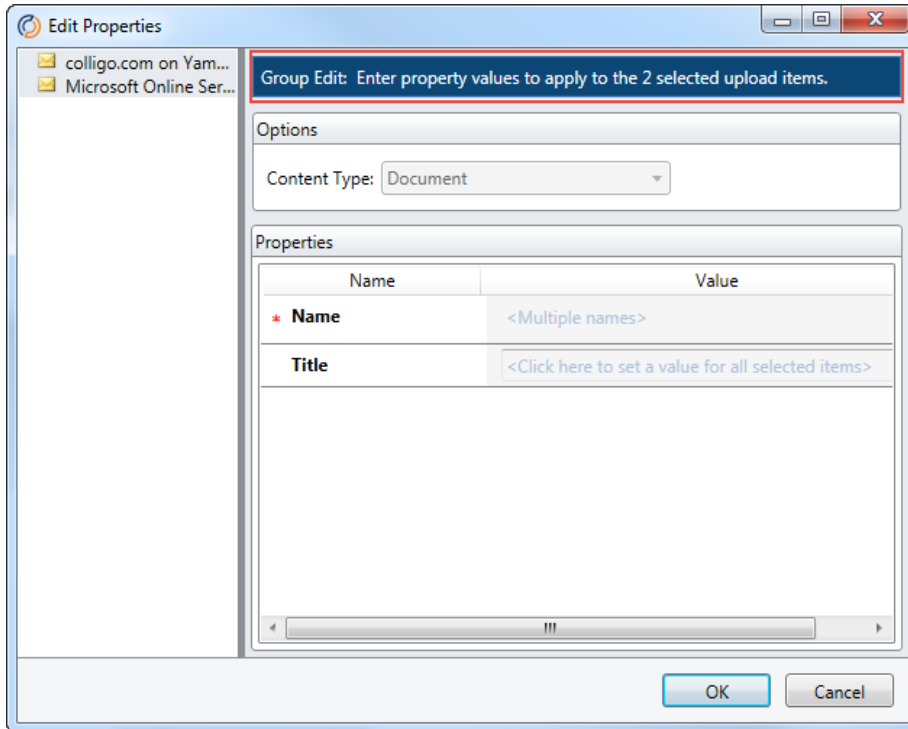 Edit Properties
colligo.com on Yam...
Microsoft Online Ser...
Group Edit: Enter property values to apply to the 2 selected upload items.
Options
Content Type: Document
Properties
Name Value
* Name <Multiple names>
Title <Click here to set a value for all selected items>
OK Cancel